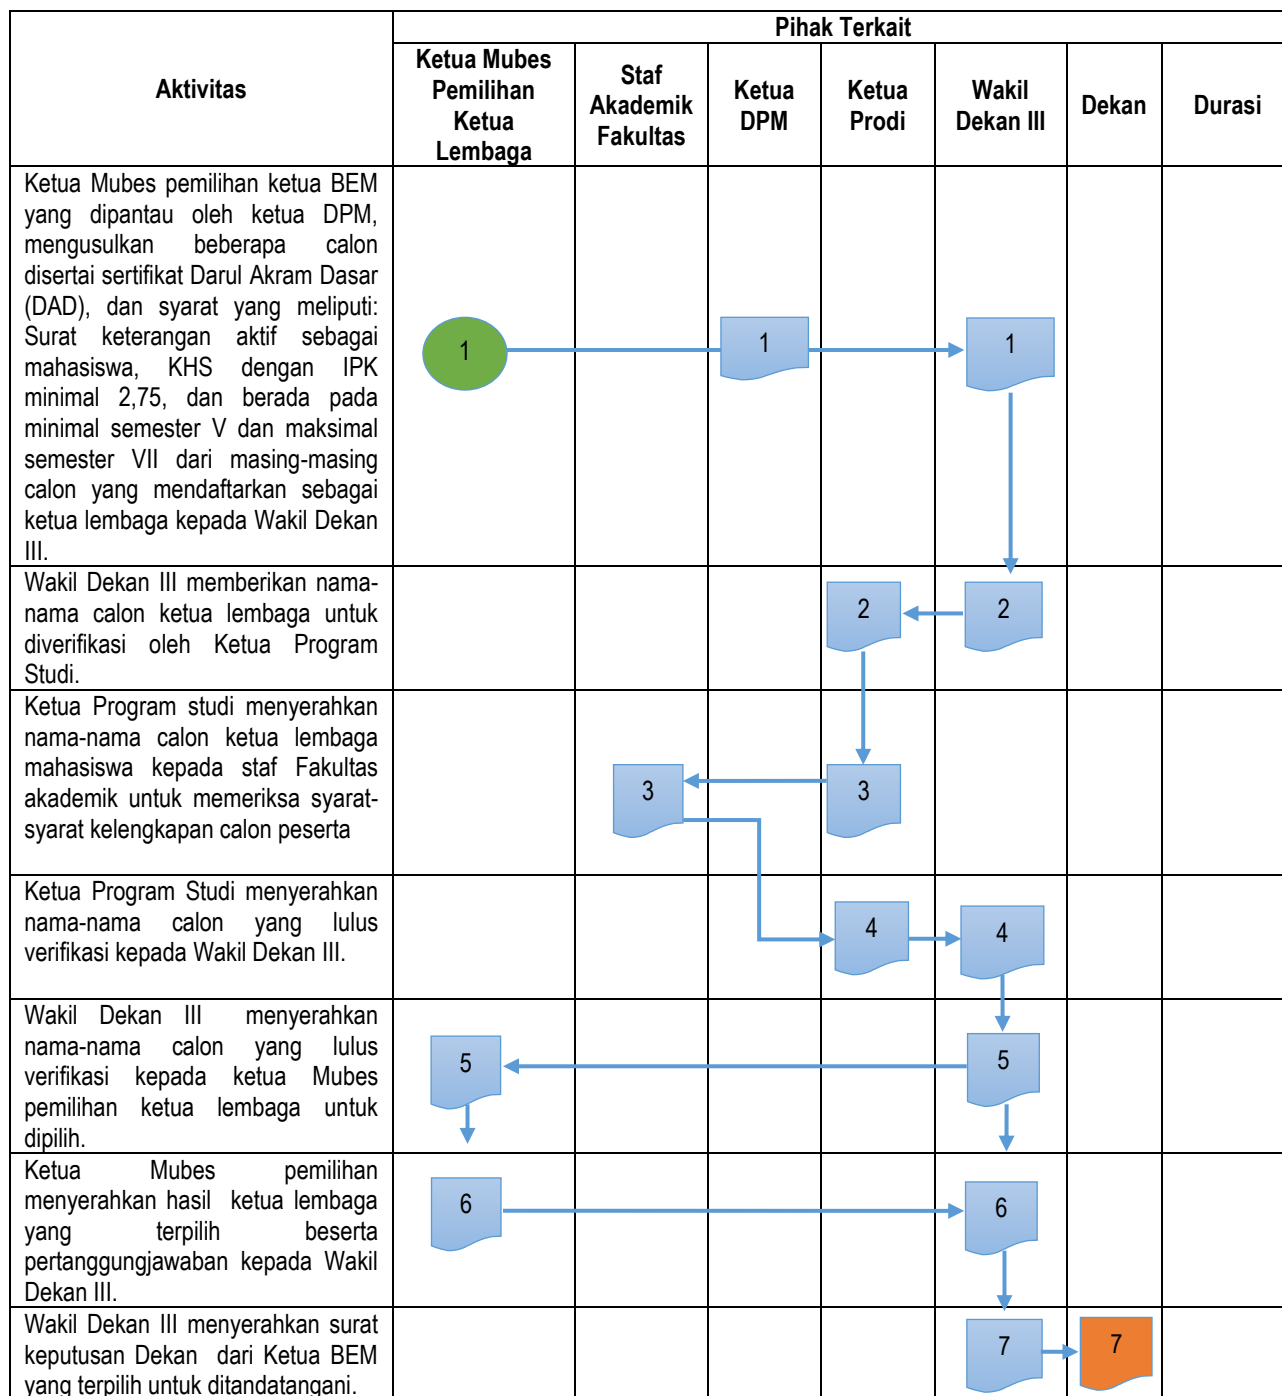 Aktivitas
Pihak Terkait
Ketua Mubes
Pemilihan
Ketua
Lembaga
Staf
Akademik
Fakultas
Ketua
DPM
Ketua
Prodi
Wakil
Dekan III
Dekan
Durasi
Ketua Mubes pemilihan ketua BEM
yang dipantau oleh ketua DPM,
mengusulkan beberapa calon
disertai sertifikat Darul Akram Dasar
(DAD), dan syarat yang meliputi:
Surat keterangan aktif sebagai
mahasiswa, KHS dengan IPK
minimal 2,75, dan berada pada
minimal semester V dan maksimal
semester VII dari masing-masing
calon yang mendaftarkan sebagai
ketua lembaga kepada Wakil Dekan
III.
1
1
1
Wakil Dekan III memberikan nama-
nama calon ketua lembaga untuk
diverifikasi oleh Ketua Program
Studi.
2
2
Ketua Program studi menyerahkan
nama-nama calon ketua lembaga
mahasiswa kepada staf Fakultas
akademik untuk memeriksa syarat-
syarat kelengkapan calon peserta
3
3
Ketua Program Studi menyerahkan
nama-nama calon yang lulus
verifikasi kepada Wakil Dekan III.
4
4
Wakil Dekan III menyerahkan
nama-nama calon yang lulus
verifikasi kepada ketua Mubes
pemilihan ketua lembaga untuk
dipilih.
5
5
Ketua Mubes pemilihan
menyerahkan hasil ketua lembaga
yang terpilih beserta
pertanggungjawaban kepada Wakil
Dekan III.
6
6
Wakil Dekan III menyerahkan surat
keputusan Dekan dari Ketua BEM
yang terpilih untuk ditandatangani.
7
7